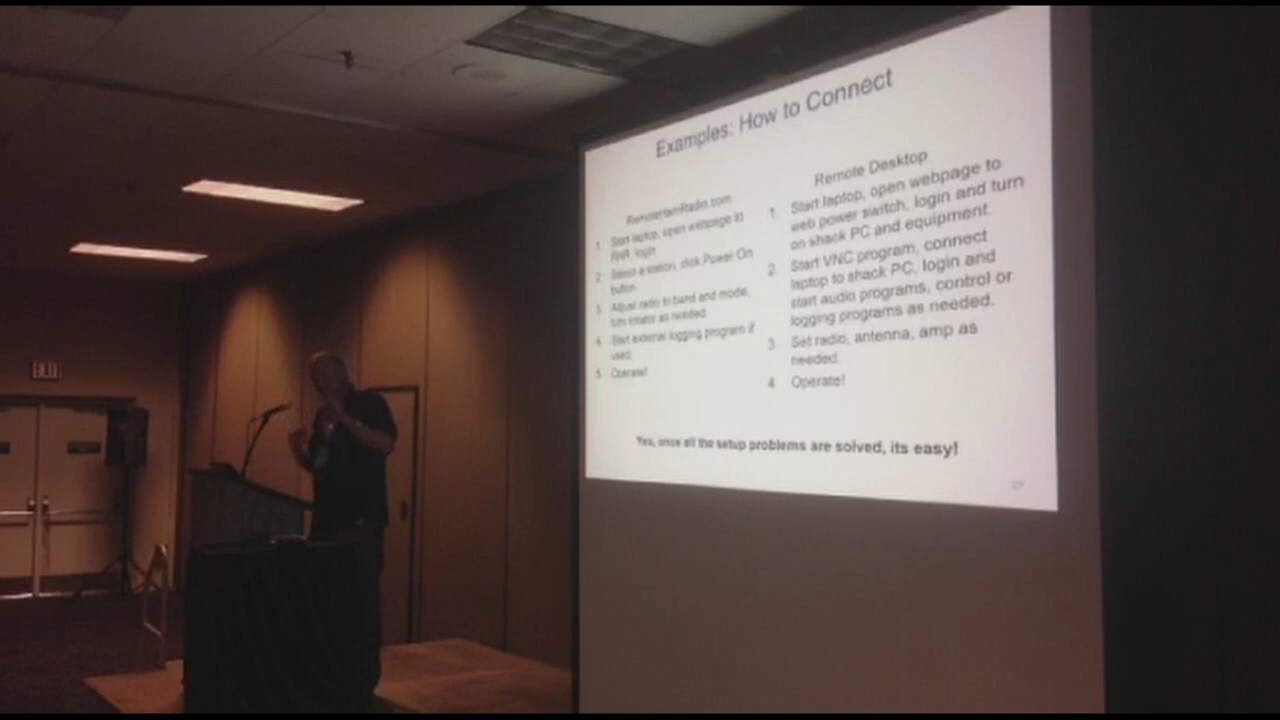 Examples: How to Connect
RemoteHamRadio.com
1. Start laptop, open webpage to
RHR, login
2. Select a station, click Power On
button.
3. Adjust radio to band and mode,
turn rotator as needed.
4. Start external logging program if
used.
5. Operate!
Remote Desktop
1. Start laptop, open webpage to
web power switch, login and turn
on shack PC and equipment.
2. Start VNC program, connect
laptop to shack PC, login and
start audio programs, control or
logging programs as needed.
3 Set radio, antenna, amp as
needed.
4 Operate!
Yes, once all the setup problems are solved, its easy!
EXIT